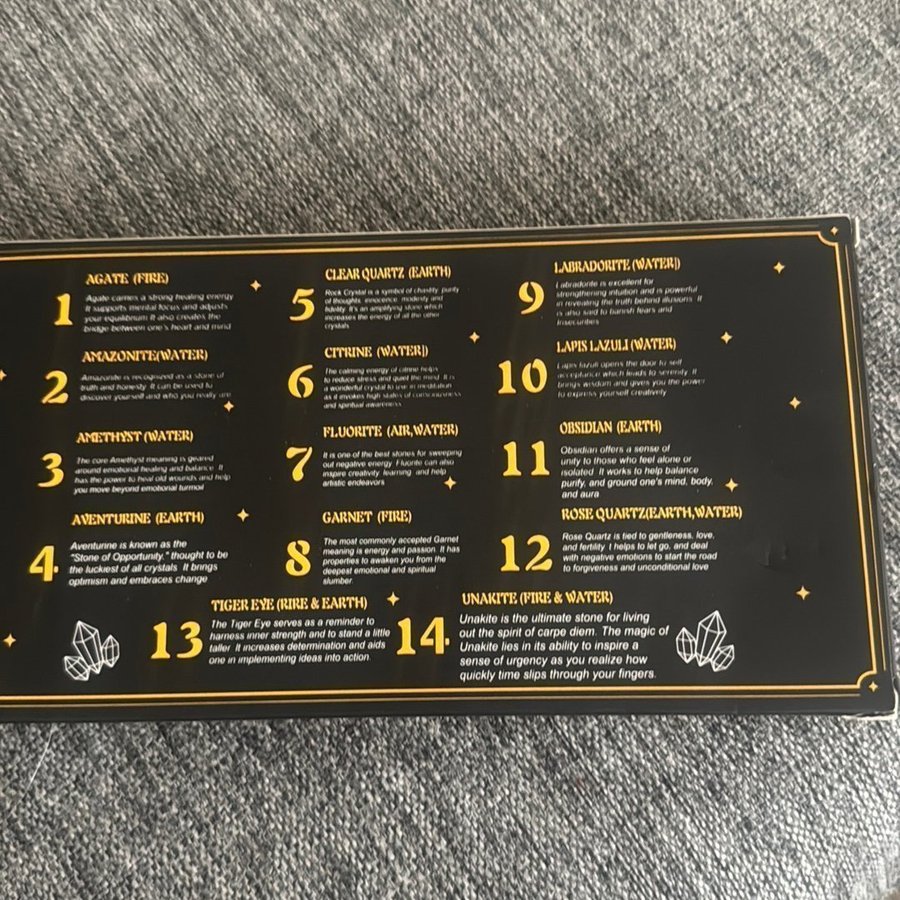 AGATE (FIRE)
1
Agate carries a strong healing energy
It supports mental focus and adjusts
your equilibrium It also creates the
bridge between one's heart and mind
AMAZONITE(WATER)
2
Amazonite is recognized as a stone of
truth and honesty It can be used to
discover yourself and who you really are
AMETHYST (WATER)
3
The core Amethyst meaning is geared
around emotional healing and balance It
has the power to heal old wounds and help
you move beyond emotional turmoil
AVENTURINE (EARTH)
4.
Aventurine is known as the
"Stone of Opportunity," thought to be
the luckiest of all crystals It brings
optimism and embraces change
CLEAR QUARTZ (EARTH)
5
Rock Crystal is a symbol of chastity, purity
of thoughts, innocence, modesty and
fidelity It's an amplifying stone which
increases the energy of all the other
crystals
CITRINE (WATER])
6
The calming energy of citrine helps
to reduce stress and quiet the mind It is
a wonderful crystal to use in meditation
as it invokes high states of consciousness
and spiritual awareness
FLUORITE (AIR,WATER)
7
It is one of the best stones for sweeping
out negative energy Fluorite can also
inspire creativity, learning and help
artistic endeavors
GARNET (FIRE)
8
The most commonly accepted Garnet
meaning is energy and passion. It has
properties to awaken you from the
deepest emotional and spiritual
slumber.
LABRADORITE (WATER])
9
Labradorite is excellent for
strengthening intuition and is powerful
in revealing the truth behind illusions It
is also said to banish fears and
insecurities
LAPIS LAZULI (WATER)
10
Lapis lazuli opens the door to self
acceptance which leads to serenity It
brings wisdom and gives you the power
to express yourself creatively
OBSIDIAN (EARTH)
11
Obsidian offers a sense of
unity to those who feel alone or
isolated It works to help balance
purify, and ground one's mind, body,
and aura
ROSE QUARTZ(EARTH,WATER)
12
Rose Quartz is tied to gentleness, love,
and fertility t helps to let go, and deal
with negative emotions to start the road
to forgiveness and unconditional love
TIGER EYE (RIRE & EARTH)
13
The Tiger Eye serves as a reminder to
harness inner strength and to stand a little
taller It increases determination and aids
one in implementing ideas into action.
UNAKITE (FIRE & WATER)
14.
Unakite is the ultimate stone for living
out the spirit of carpe diem. The magic of
Unakite lies in its ability to inspire a
sense of urgency as you realize how
quickly time slips through your fingers.